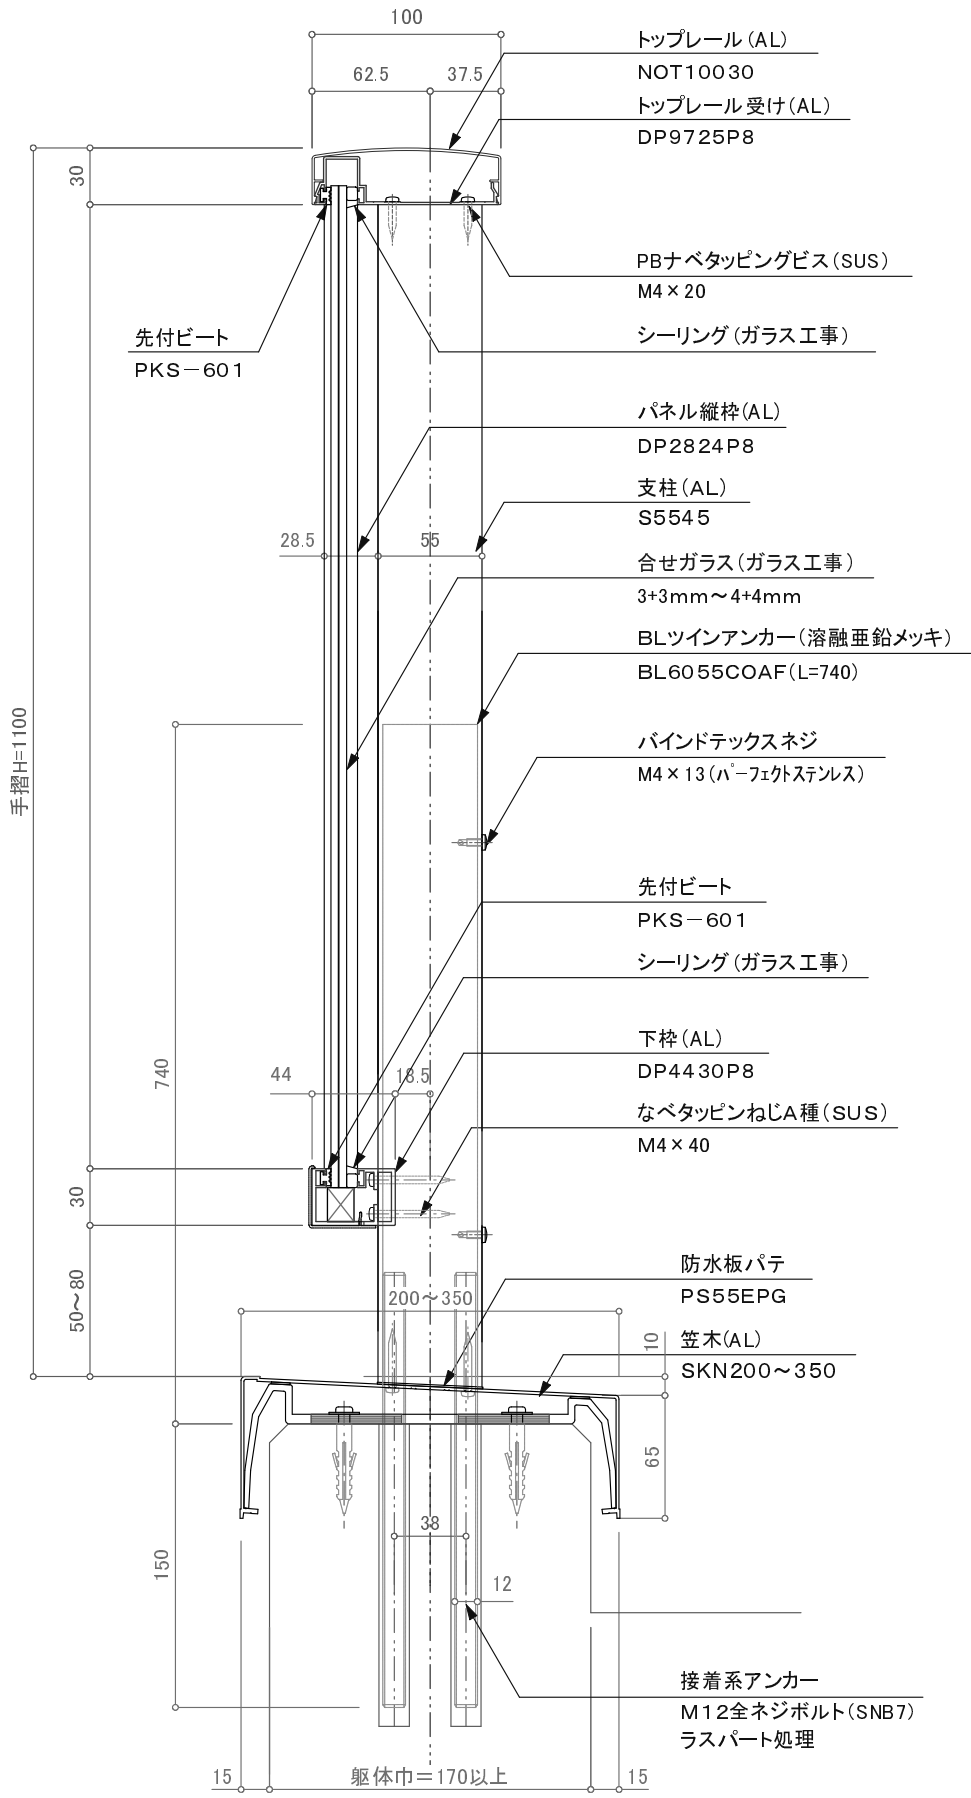 100
62.5
37.5
トップレール(AL)
NOT10030
トップレール受け(AL)
DP9725P8
30
PBナベタッピングビス(SUS)
M4×20
先付ビート
PKS－601
シーリング(ガラス工事)
パネル縦枠(AL)
DP2824P8
支柱(AL)
S5545
28.5
55
合せガラス(ガラス工事)
3+3mm～4+4mm
BLツインアンカー(溶融亜鉛メッキ)
BL6055COAF(L=740)
手摺H=1100
バインドテックスネジ
M4×13(ﾊﾟｰﾌｪｸﾄｽﾃﾝﾚｽ)
先付ビート
PKS－601
シーリング(ガラス工事)
740
下枠(AL)
DP4430P8
44
18.5
なベタッピンねじA種(SUS)
M4×40
30
50～80
防水板パテ
PS55EPG
200～350
笠木(AL)
SKN200～350
10
65
38
150
12
接着系アンカー
M12全ネジボルト(SNB7)
ラスパート処理
15
躯体巾＝170以上
15